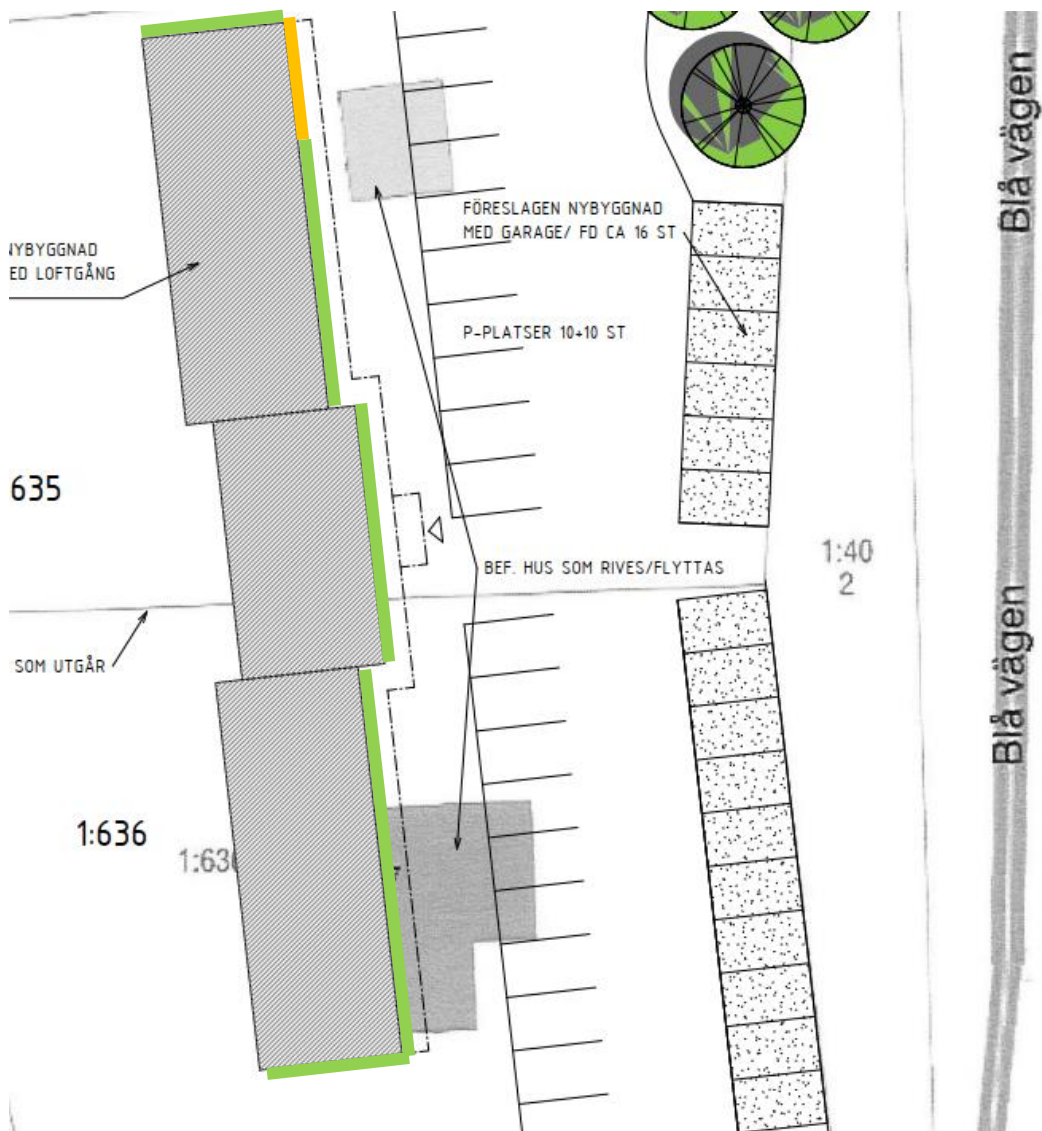 Blå vägen
FÖRESLAGEN NYBYGGNAD
MED GARAGE/ FD CA 16 ST
NYBYGGNAD
ED LOFTGÅNG
P-PLATSER 10+10 ST
635
1:40
2
BEF. HUS SOM RIVES/FLYTTAS
SOM UTGÅR
Blå vägen
1:636
1:636